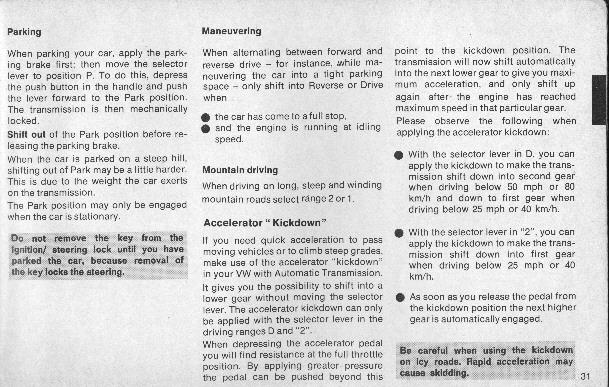 Parking
When parking your car, apply the park-
ing brake first; then move the selector
lever to position P. To do this, depress
the push button in the handle and push
the lever forward to the Park position.
The transmission is then mechanically
locked.
Shift out of the Park position before re-
leasing the parking brake.
When the car is parked on a steep hill,
shifting out of Park may be a little harder.
This is due to the weight the car exerts
on the transmission.
The Park position may only be engaged
when the car is stationary.
Do not remove the key from the
ignition/ steering lock until you have
parked the car, because removal of
the key locks the steering.
Maneuvering
When alternating between forward and
reverse drive – for instance, while ma-
neuvering the car into a tight parking
space – only shift into Reverse or Drive
when
● the car has come to a full stop,
● and the engine is running at idling
speed.
Mountain driving
When driving on long, steep and winding
mountain roads select range 2 or 1.
Accelerator "Kickdown"
If you need quick acceleration to pass
moving vehicles or to climb steep grades,
make use of the accelerator "kickdown"
in your VW with Automatic Transmission.
It gives you the possibility to shift into a
lower gear without moving the selector
lever. The accelerator kickdown can only
be applied with the selector lever in the
driving ranges D and "2".
When depressing the accelerator pedal
you will find resistance at the full throttle
position. By applying greater pressure
the pedal can be pushed beyond this
point to the kickdown position. The
transmission will now shift automatically
into the next lower gear to give you maxi-
mum acceleration, and only shift up
again after the engine has reached
maximum speed in that particular gear.
Please observe the following when
applying the accelerator kickdown:
● With the selector lever in D, you can
apply the kickdown to make the trans-
mission shift down into second gear
when driving below 50 mph or 80
km/h and down to first gear when
driving below 25 mph or 40 km/h.
● With the selector lever in "2", you can
apply the kickdown to make the trans-
mission shift down into first gear
when driving below 25 mph or 40
km/h.
● As soon as you release the pedal from
the kickdown position the next higher
gear is automatically engaged.
Be careful when using the kickdown
on icy roads. Rapid acceleration may
cause skidding.
31